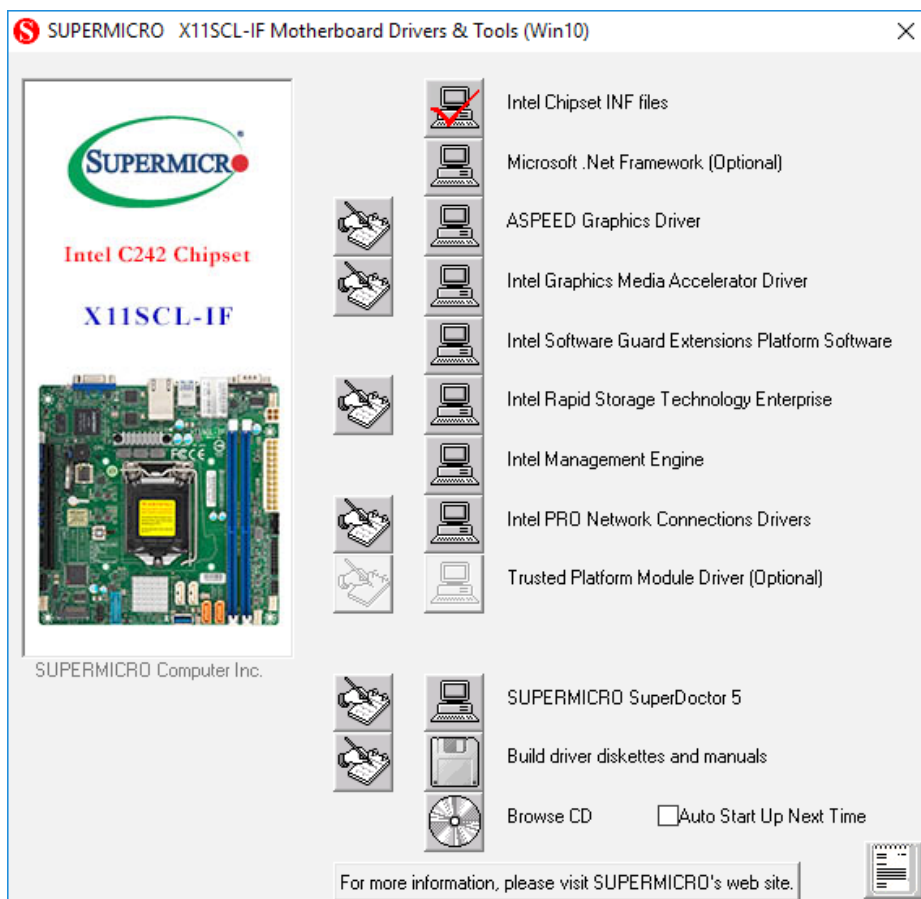 SUPERMICRO X11SCL-IF Motherboard Drivers & Tools (Win10)
SUPERMICRO
Intel C242 Chipset
X11SCL-IF
SUPERMICRO Computer Inc.
Intel Chipset INF files
Microsoft .Net Framework (Optional)
ASPEED Graphics Driver
Intel Graphics Media Accelerator Driver
Intel Software Guard Extensions Platform Software
Intel Rapid Storage Technology Enterprise
Intel Management Engine
Intel PRO Network Connections Drivers
Trusted Platform Module Driver (Optional)
SUPERMICRO SuperDoctor 5
Build driver diskettes and manuals
Browse CD
Auto Start Up Next Time
For more information, please visit SUPERMICRO's web site.